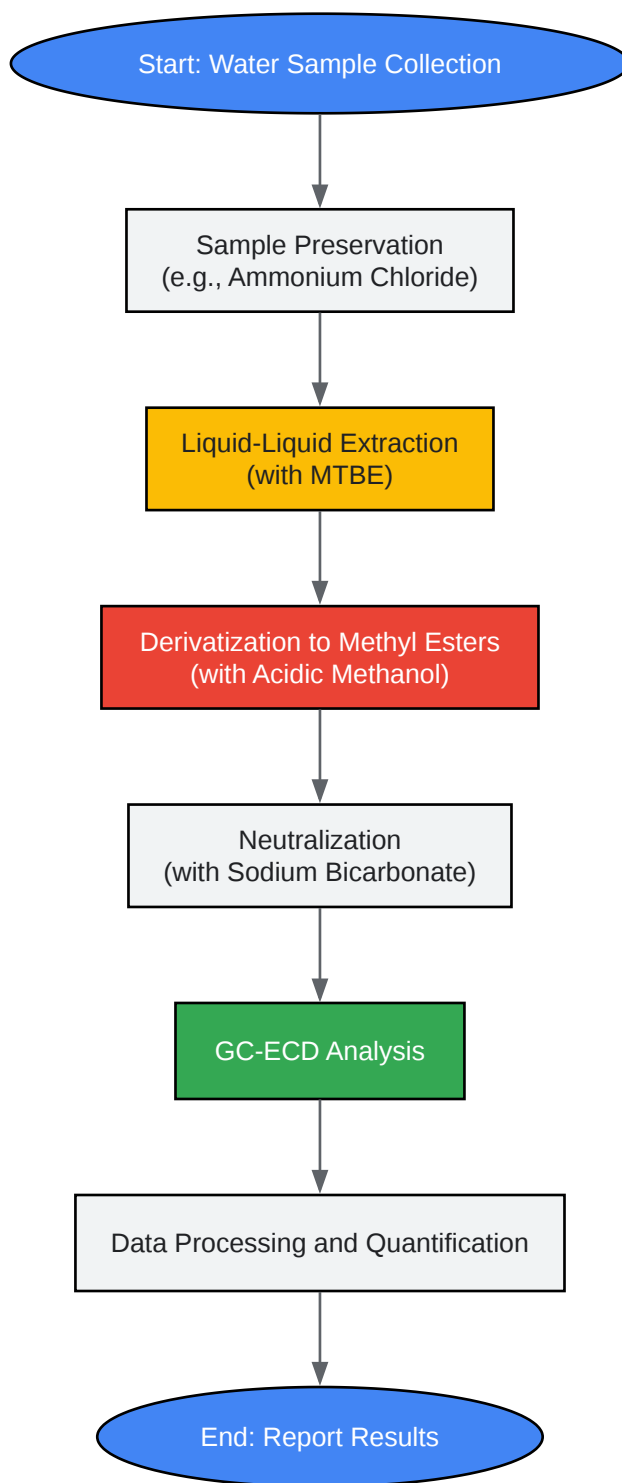 Start: Water Sample Collection
Sample Preservation
(e.g., Ammonium Chloride)
Liquid-Liquid Extraction
(with MTBE)
Derivatization to Methyl Esters
(with Acidic Methanol)
Neutralization
(with Sodium Bicarbonate)
GC-ECD Analysis
Data Processing and Quantification
End: Report Results